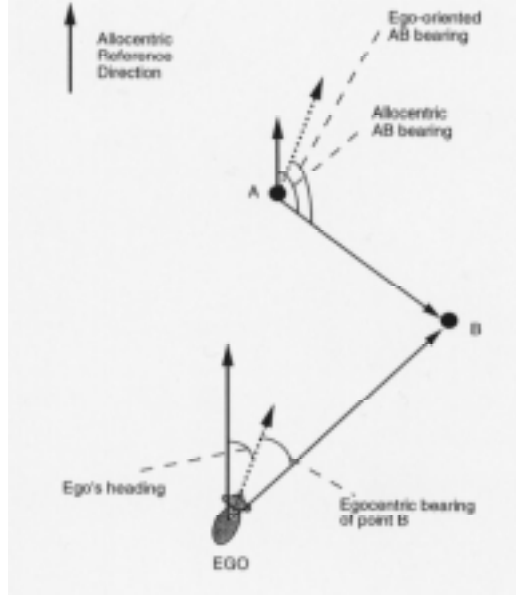 Allocentric
Reference
Direction
Ego-oriented
AB bearing
Allocentric
AB bearing
A
B
Ego's heading
Egocentric bearing
of point B
EGO